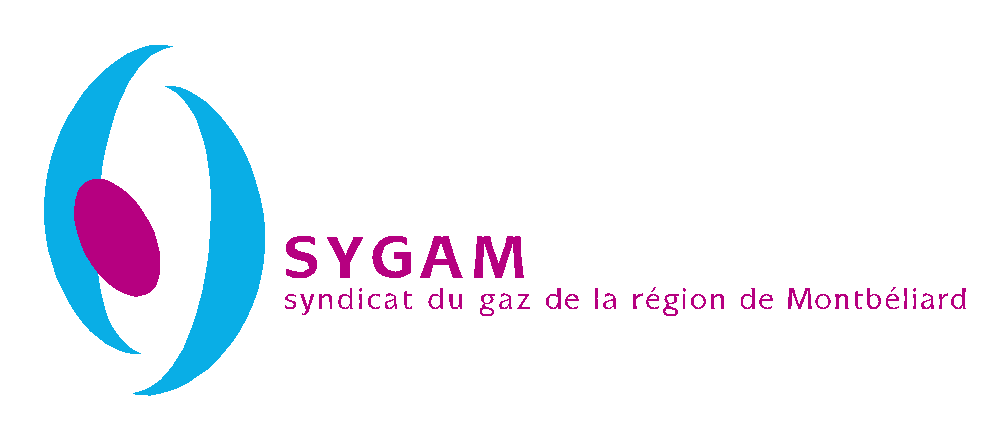 SYGAM
syndicat du gaz de la région de Montbéliard